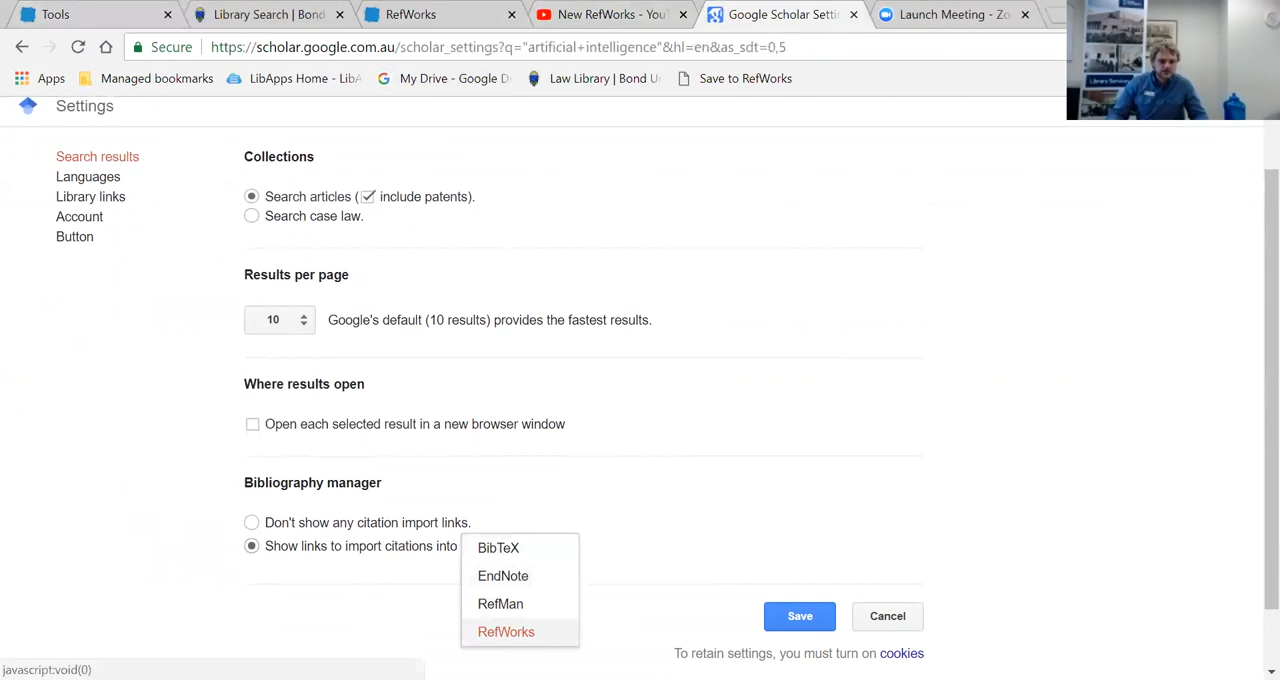 Tools
Library Search | Bond
RefWorks
New RefWorks - YouT
Google Scholar Setti
Launch Meeting - Zo
Secure
https://scholar.google.com.au/scholar_settings?q="artificial+intelligence"&hl=en&as_sdt=0,5
Apps
Managed bookmarks
LibApps Home - LibA
My Drive - Google D
Law Library | Bond U
Save to RefWorks
Settings
Search results
Languages
Library links
Account
Button
Collections
Search articles ( include patents).
Search case law.
Results per page
10
Google's default (10 results) provides the fastest results.
Where results open
Open each selected result in a new browser window
Bibliography manager
Don't show any citation import links.
Show links to import citations into
BibTeX
EndNote
RefMan
RefWorks
Save
Cancel
To retain settings, you must turn on cookies
javascript:void(0)
Library Services